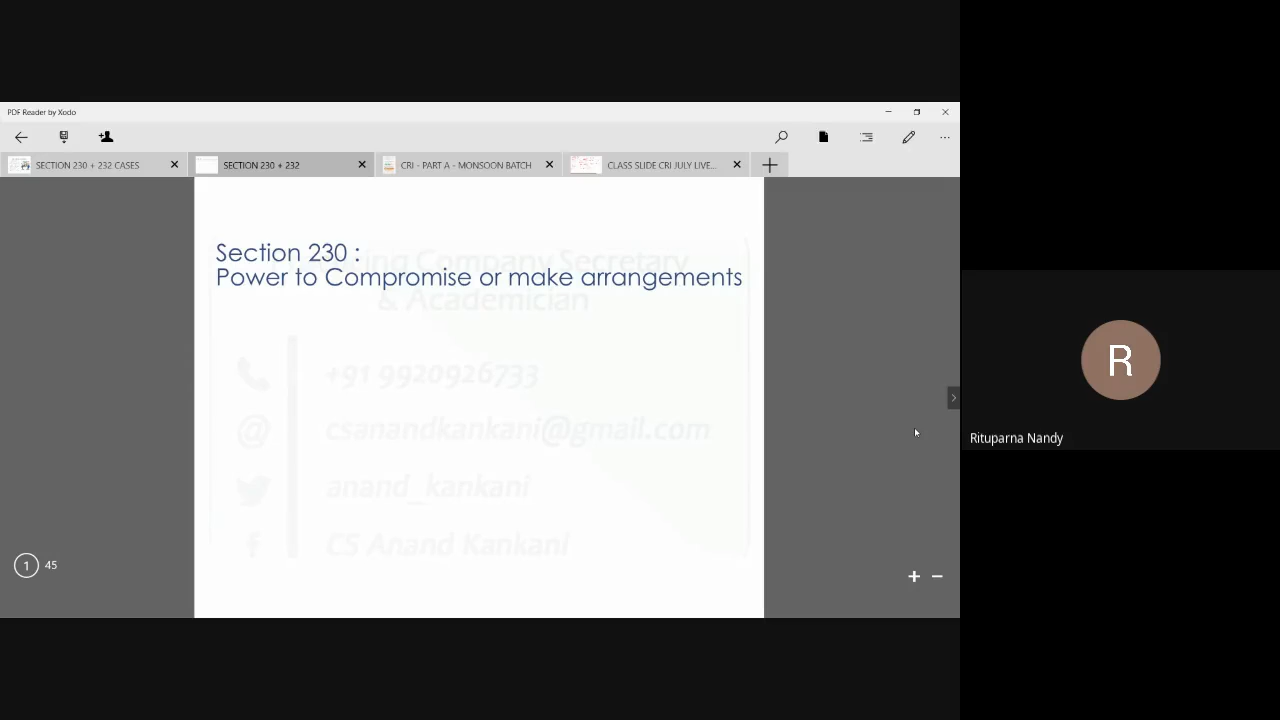 PDF Reader by Xodo
SECTION 230 + 232 CASES
SECTION 230 + 232
CRI - PART A - MONSOON BATCH
CLASS SLIDE CRI JULY LIVE...
Section 230 :
Power to Compromise or make arrangements
ing Company Secretary
& Academician
+91 9920926733
@ csanandkankani@gmail.com
anand_kankani
f CS Anand Kankani
1 45
R
Rituparna Nandy